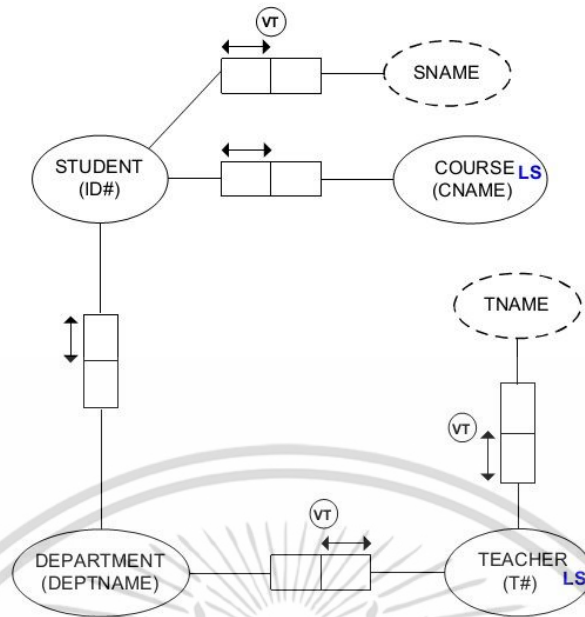 VT
SNAME
STUDENT
(ID#)
COURSE LS
(CNAME)
TNAME
VT
VT
DEPARTMENT
(DEPTNAME)
TEACHER
(T#) LS